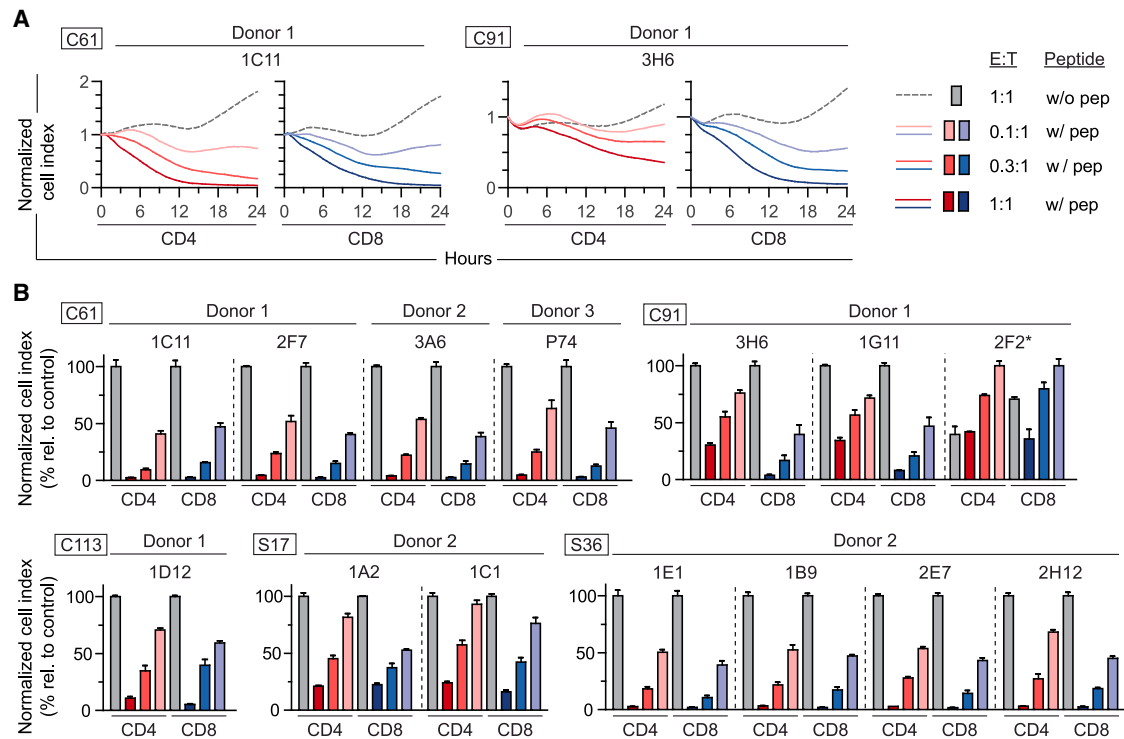 A
C61
Donor 1
1C11
C91
Donor 1
3H6
E:T Peptide
1:1 w/o pep
0.1:1 w/ pep
0.3:1 w/ pep
1:1 w/ pep
Normalized
cell index
2
1
0
0 6 12 18 24
0 6 12 18 24
1
0
0 6 12 18 24
0 6 12 18 24
CD4 CD8
CD4 CD8
Hours
B
C61
Donor 1 Donor 2 Donor 3
1C11 2F7 3A6 P74
C91
Donor 1
3H6 1G11 2F2*
Normalized cell index
(% rel. to control)
100
50
0
CD4 CD8 CD4 CD8 CD4 CD8 CD4 CD8
100
50
0
CD4 CD8 CD4 CD8 CD4 CD8
C113
Donor 1
1D12
S17
Donor 2
1A2 1C1
S36
Donor 2
1E1 1B9 2E7 2H12
Normalized cell index
(% rel. to control)
100
50
0
CD4 CD8
100
50
0
CD4 CD8 CD4 CD8
100
50
0
CD4 CD8 CD4 CD8 CD4 CD8 CD4 CD8